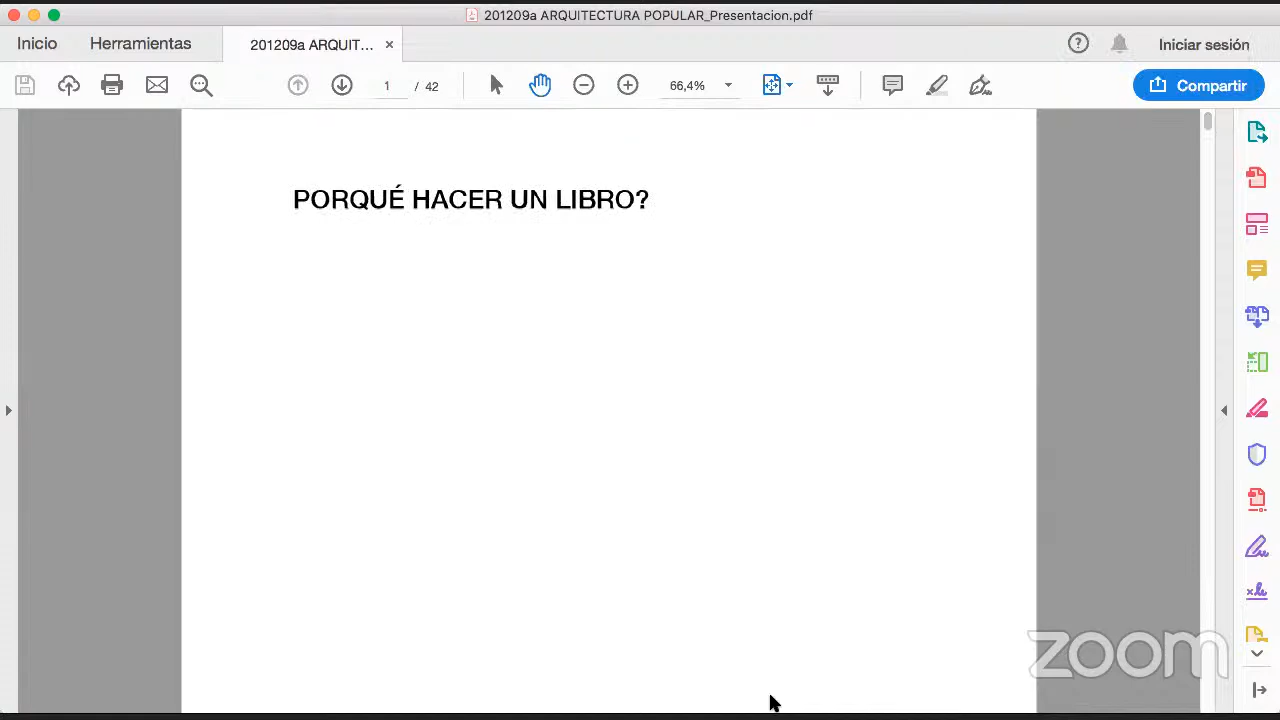 201209a ARQUITECTURA POPULAR_Presentacion.pdf
Inicio Herramientas 201209a ARQUIT... × Iniciar sesión
1 / 42 66,4% Compartir
PORQUÉ HACER UN LIBRO?
zoom